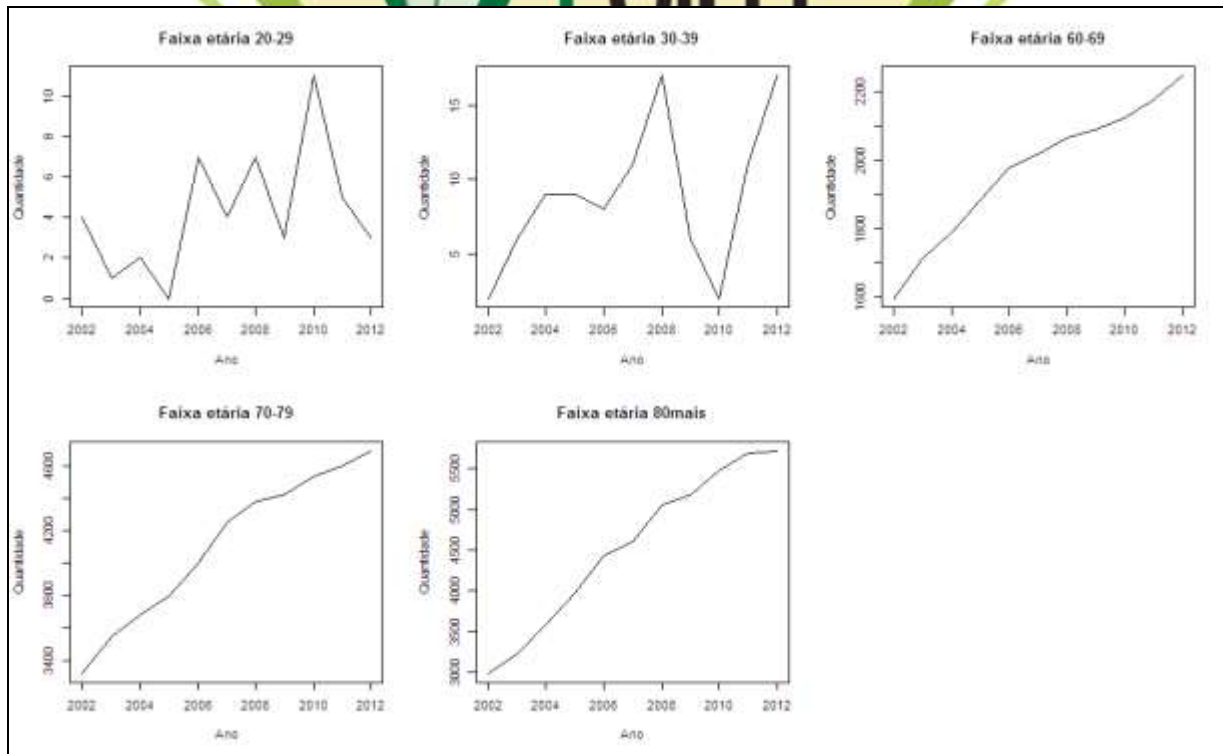 Faixa etária 20-29
Quantidade
0 2 4 6 8 10
2002 2004 2006 2008 2010 2012
Ano
Faixa etária 30-39
Quantidade
5 10 15
2002 2004 2006 2008 2010 2012
Ano
Faixa etária 60-69
Quantidade
1600 1800 2000 2200
2002 2004 2006 2008 2010 2012
Ano
Faixa etária 70-79
Quantidade
3400 3800 4200 4600
2002 2004 2006 2008 2010 2012
Ano
Faixa etária 80mais
Quantidade
3000 3500 4000 4500 5000 5500
2002 2004 2006 2008 2010 2012
Ano